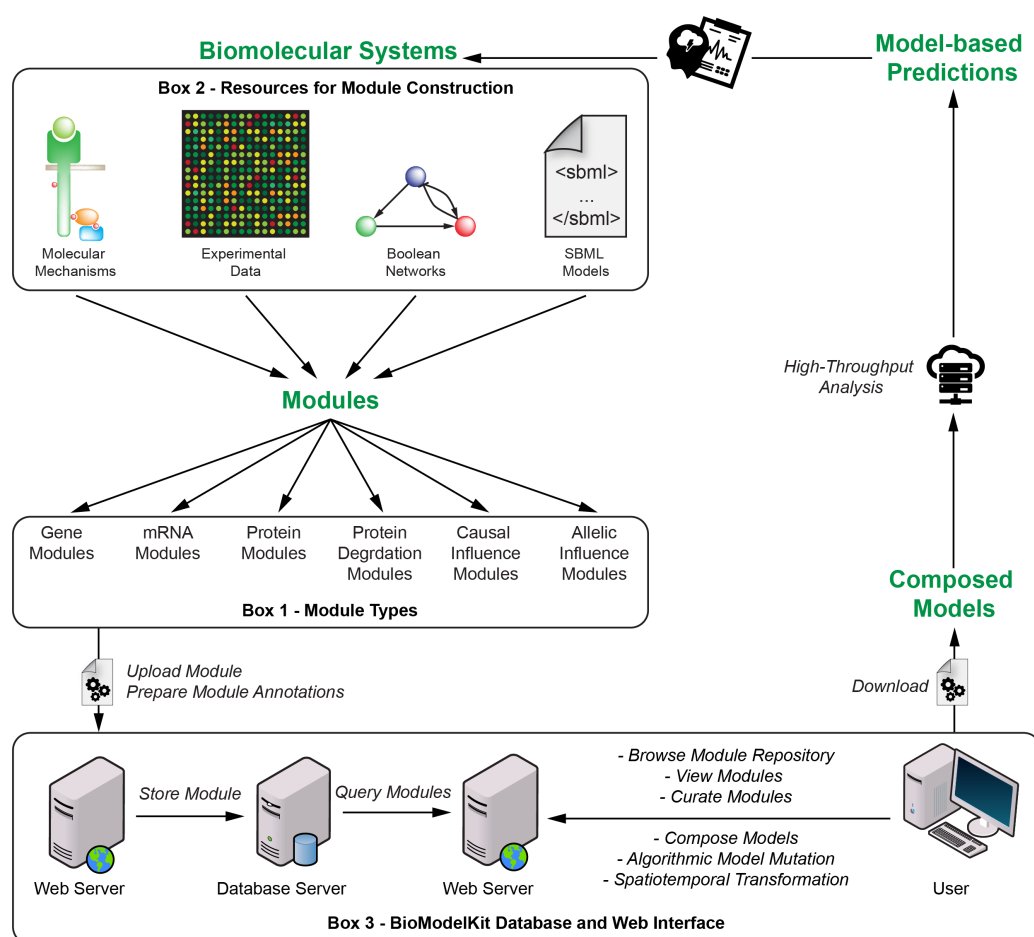 Biomolecular Systems
Model-based
Predictions
Box 2 - Resources for Module Construction
<sbml>
...
</sbml>
Molecular
Mechanisms
Experimental
Data
Boolean
Networks
SBML
Models
High-Throughput
Analysis
Modules
Gene
Modules
mRNA
Modules
Protein
Modules
Protein
Degrdation
Modules
Causal
Influence
Modules
Allelic
Influence
Modules
Box 1 - Module Types
Composed
Models
Upload Module
Prepare Module Annotations
Download
Store Module
Query Modules
- Browse Module Repository
- View Modules
- Curate Modules
- Compose Models
- Algorithmic Model Mutation
- Spatiotemporal Transformation
Web Server
Database Server
Web Server
User
Box 3 - BioModelKit Database and Web Interface